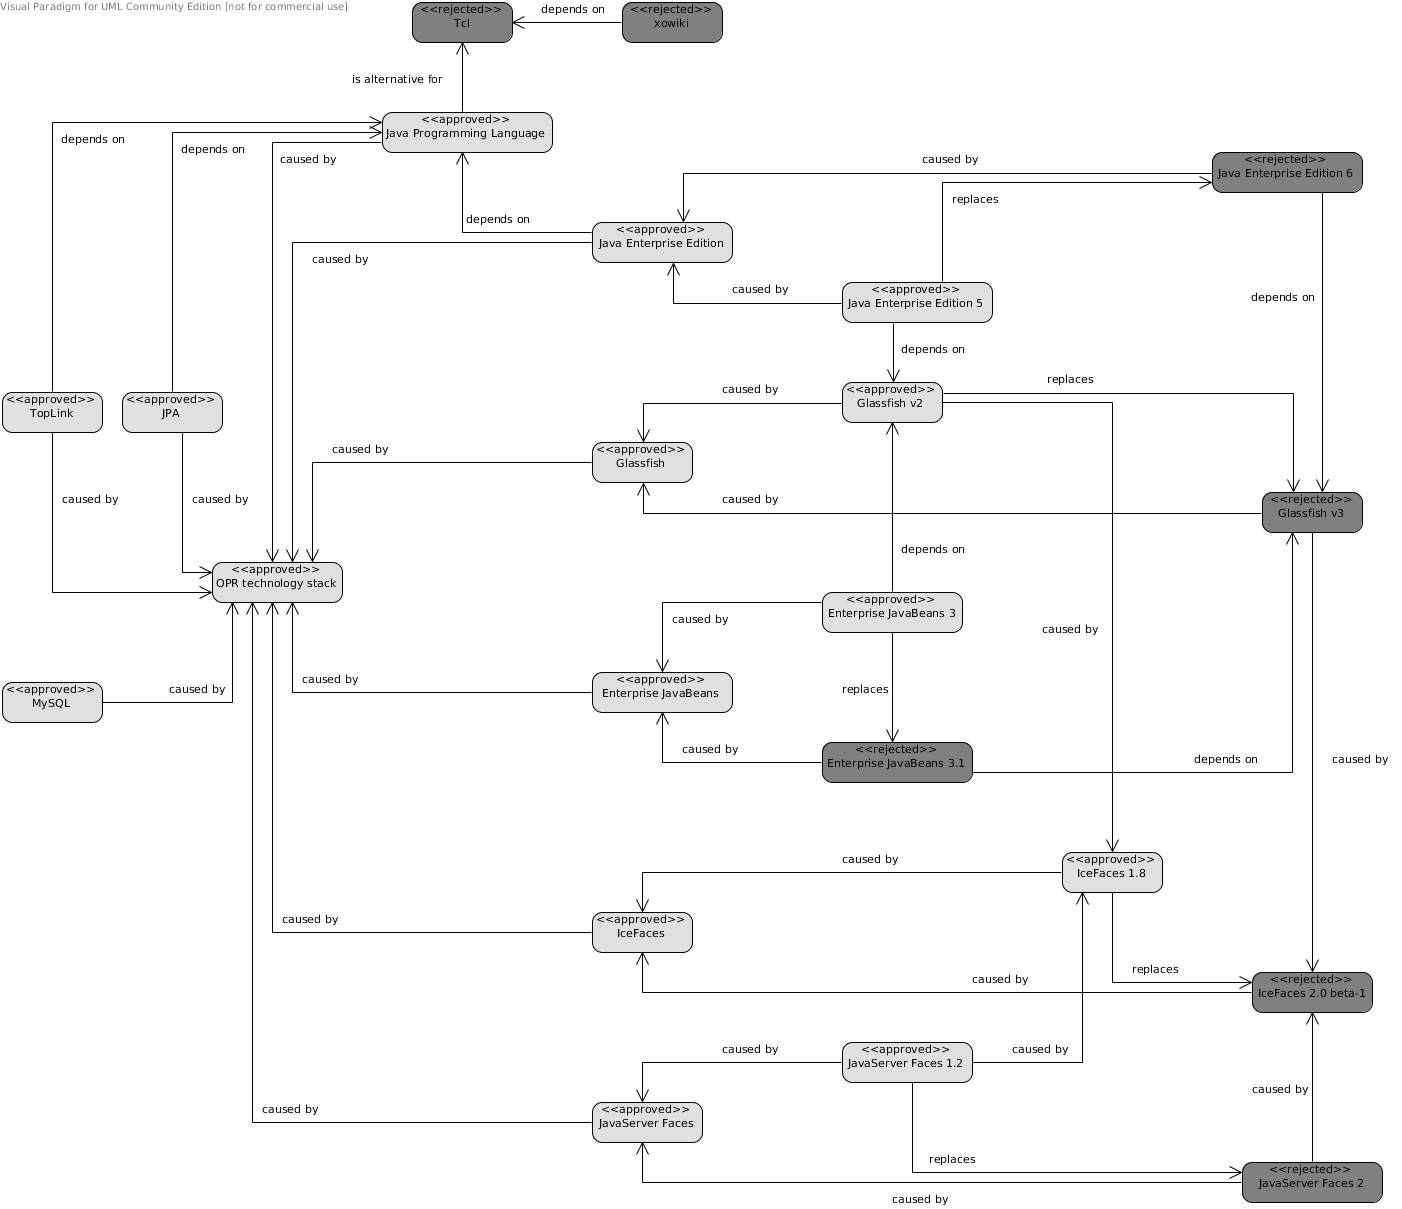 Visual Paradigm for UML Community Edition [not for commercial use]
<<rejected>>
Tcl
depends on
<<rejected>>
xowiki
is alternative for
<<approved>>
Java Programming Language
depends on
depends on
caused by
caused by
<<rejected>>
Java Enterprise Edition 6
replaces
depends on
<<approved>>
Java Enterprise Edition
caused by
caused by
<<approved>>
Java Enterprise Edition 5
depends on
depends on
<<approved>>
TopLink
<<approved>>
JPA
caused by
<<approved>>
Glassfish v2
replaces
caused by
<<approved>>
Glassfish
caused by
caused by
caused by
<<rejected>>
Glassfish v3
depends on
<<approved>>
OPR technology stack
<<approved>>
Enterprise JavaBeans 3
caused by
caused by
<<approved>>
MySQL
caused by
caused by
<<approved>>
Enterprise JavaBeans
replaces
caused by
<<rejected>>
Enterprise JavaBeans 3.1
depends on
caused by
caused by
<<approved>>
IceFaces 1.8
caused by
<<approved>>
IceFaces
caused by
replaces
<<rejected>>
IceFaces 2.0 beta-1
caused by
<<approved>>
JavaServer Faces 1.2
caused by
caused by
caused by
<<approved>>
JavaServer Faces
replaces
<<rejected>>
JavaServer Faces 2
caused by